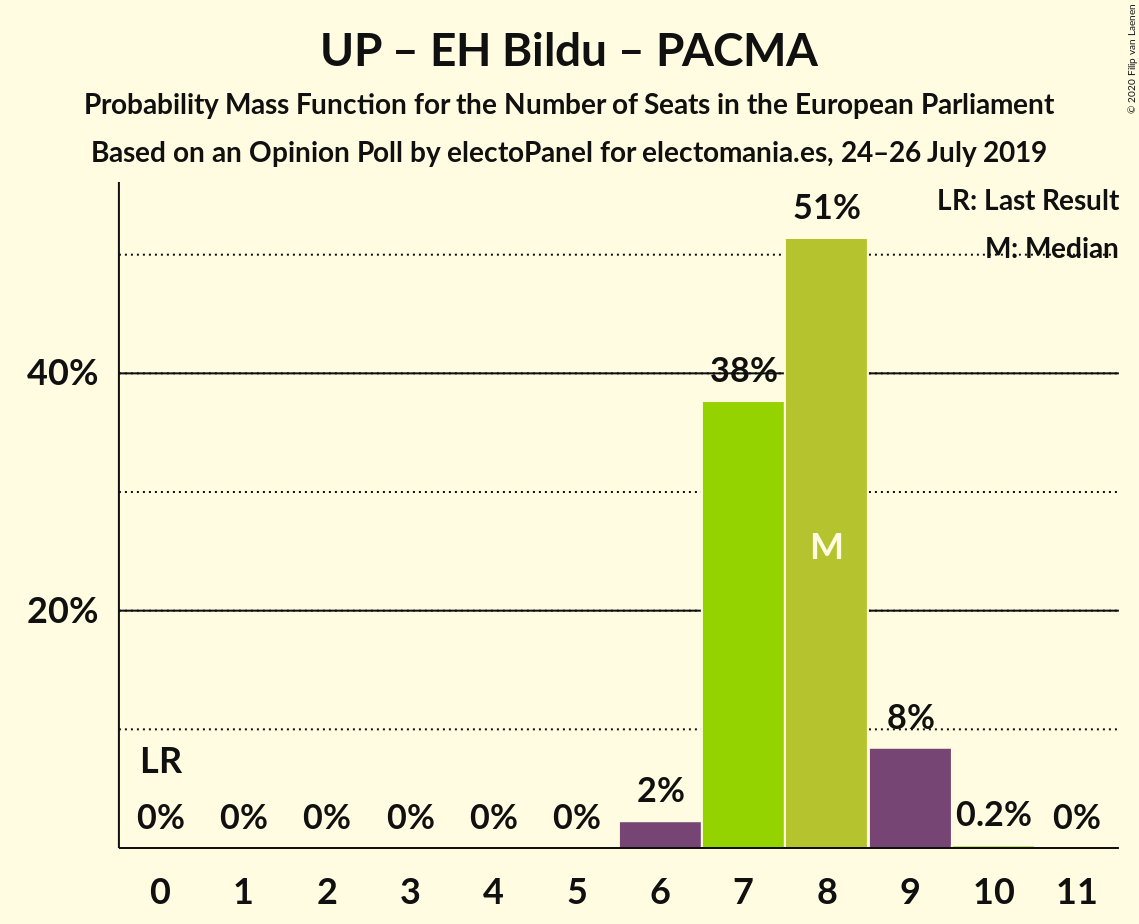 UP – EH Bildu – PACMA
Probability Mass Function for the Number of Seats in the European Parliament
Based on an Opinion Poll by electoPanel for electomania.es, 24–26 July 2019
© 2020 Filip van Laenen
LR: Last Result
M: Median
51%
40%
38%
M
20%
8%
LR
2%
0% 0% 0% 0% 0% 0% 0.2% 0%
0 1 2 3 4 5 6 7 8 9 10 11